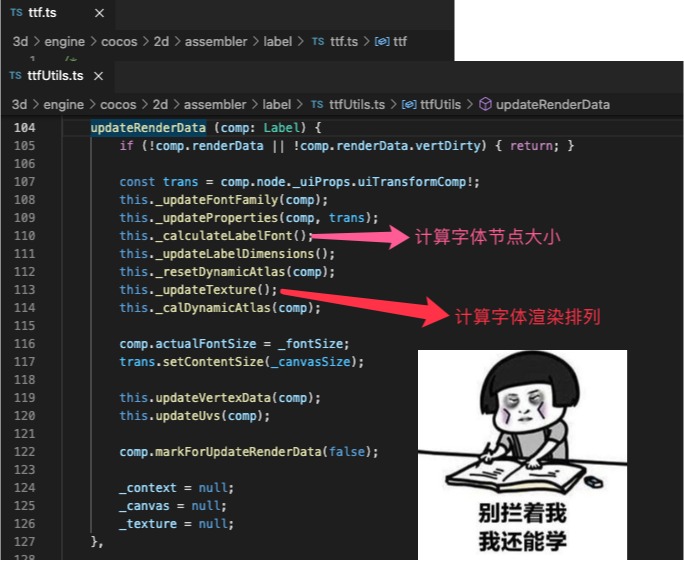 TS ttf.ts ×
3d > engine > cocos > 2d > assembler > label > TS ttf.ts > ttf
1 /*
TS ttfUtils.ts ×
3d > engine > cocos > 2d > assembler > label > TS ttfUtils.ts > ttfUtils > updateRenderData
104 updateRenderData (comp: Label) {
105 if (!comp.renderData || !comp.renderData.vertDirty) { return; }
106
107 const trans = comp.node._uiProps.uiTransformComp!;
108 this._updateFontFamily(comp);
109 this._updateProperties(comp, trans);
110 this._calculateLabelFont(); 计算字体节点大小
111 this._updateLabelDimensions();
112 this._resetDynamicAtlas(comp);
113 this._updateTexture(); 计算字体渲染排列
114 this._calDynamicAtlas(comp);
115
116 comp.actualFontSize = _fontSize;
117 trans.setContentSize(_canvasSize);
118
119 this.updateVertexData(comp);
120 this.updateUvs(comp);
121
122 comp.markForUpdateRenderData(false);
123
124 _context = null;
125 _canvas = null;
126 _texture = null;
127 },
128
别拦着我
我还能学